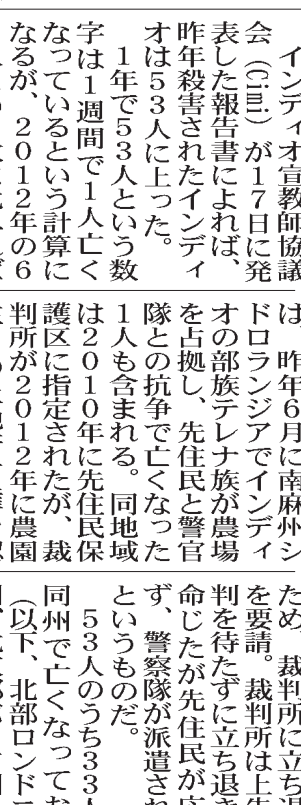 インディオ宣教師協議
会（Cimi）が17日に発
表した報告書によれば、
昨年殺害されたインディ
オは53人に上った。
1年で53人という数
字は1週間で1人亡く
なっているという計算に
なるが、2012年の6
は、昨年6月に南麻州シ
ドロランジアでインディ
オの部族テレナ族が農場
を占拠し、先住民と警官
隊との抗争で亡くなった
1人も含まれる。同地域
は2010年に先住民保
護区に指定されたが、裁
判所が2012年に農園
ため、裁判所に立ち退
を要請。裁判所は上
判を待たずに立ち退き
命じたが先住民が
ず、警察隊が派遣され
というものだ。
53人のうち33人
同州で亡くなってお
（以下、北部ロンドニ